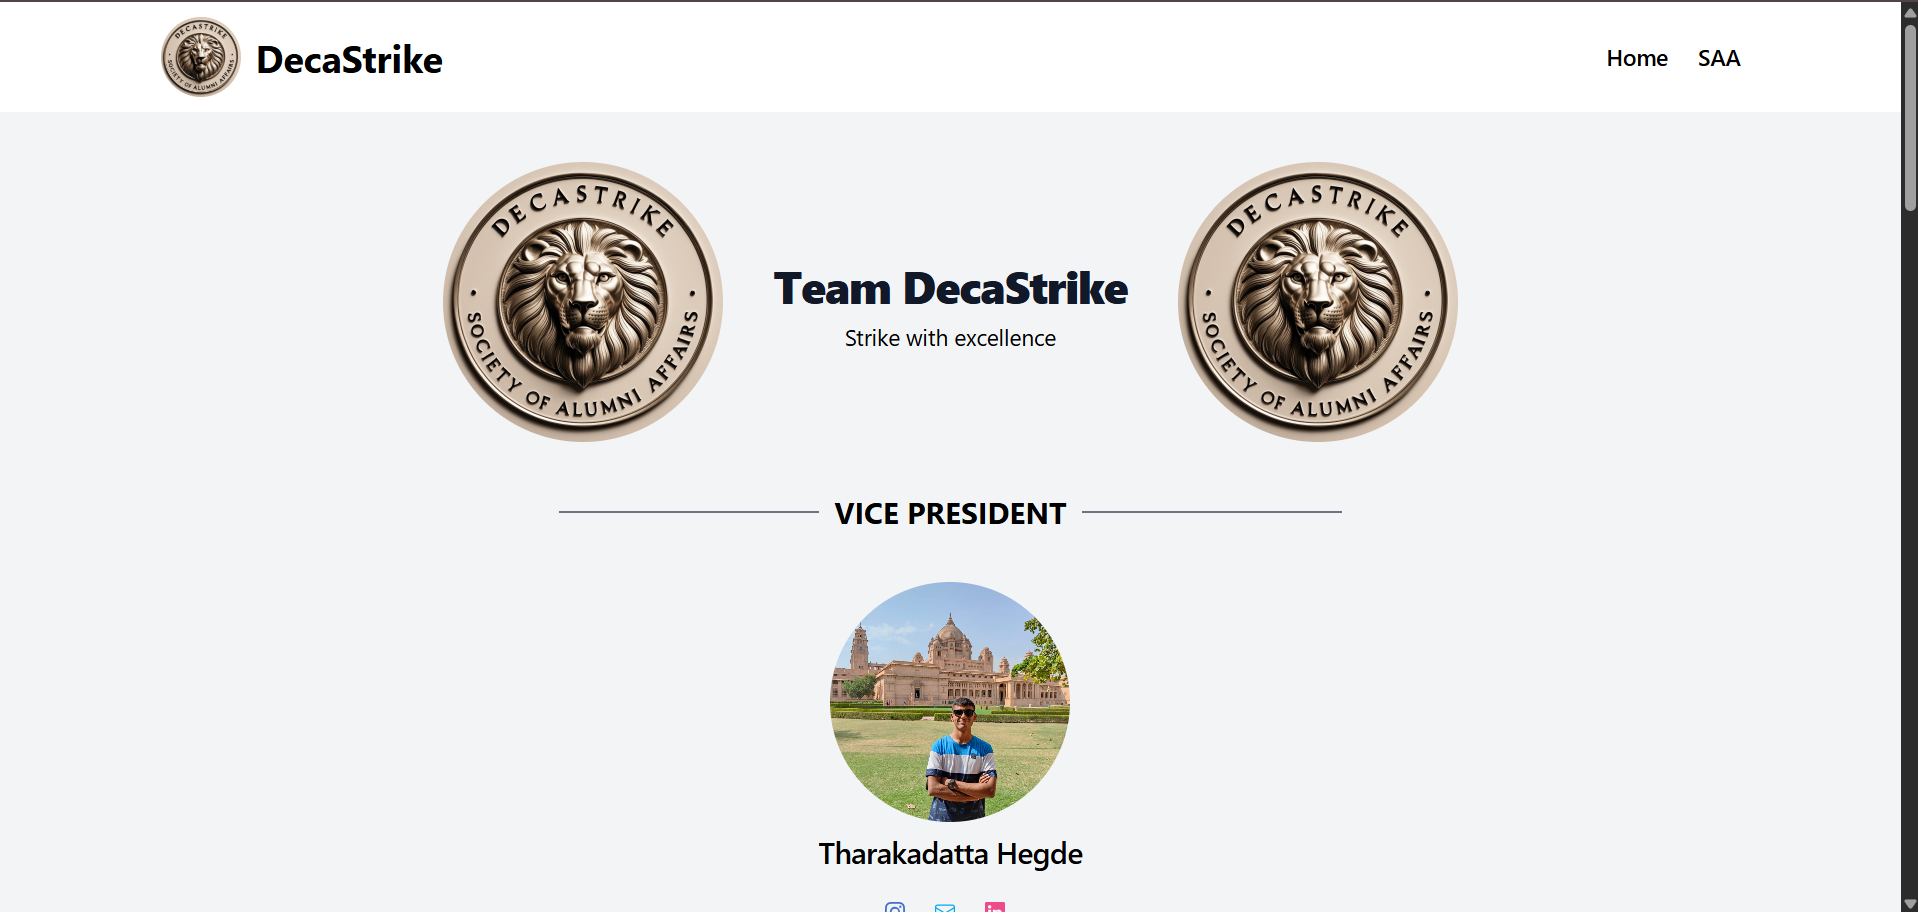 DECASTRIKE
SOCIETY OF ALUMNI AFFAIRS
DecaStrike
Home
SAA
DECASTRIKE
SOCIETY OF ALUMNI AFFAIRS
Team DecaStrike
Strike with excellence
DECASTRIKE
SOCIETY OF ALUMNI AFFAIRS
VICE PRESIDENT
Tharakadatta Hegde
in